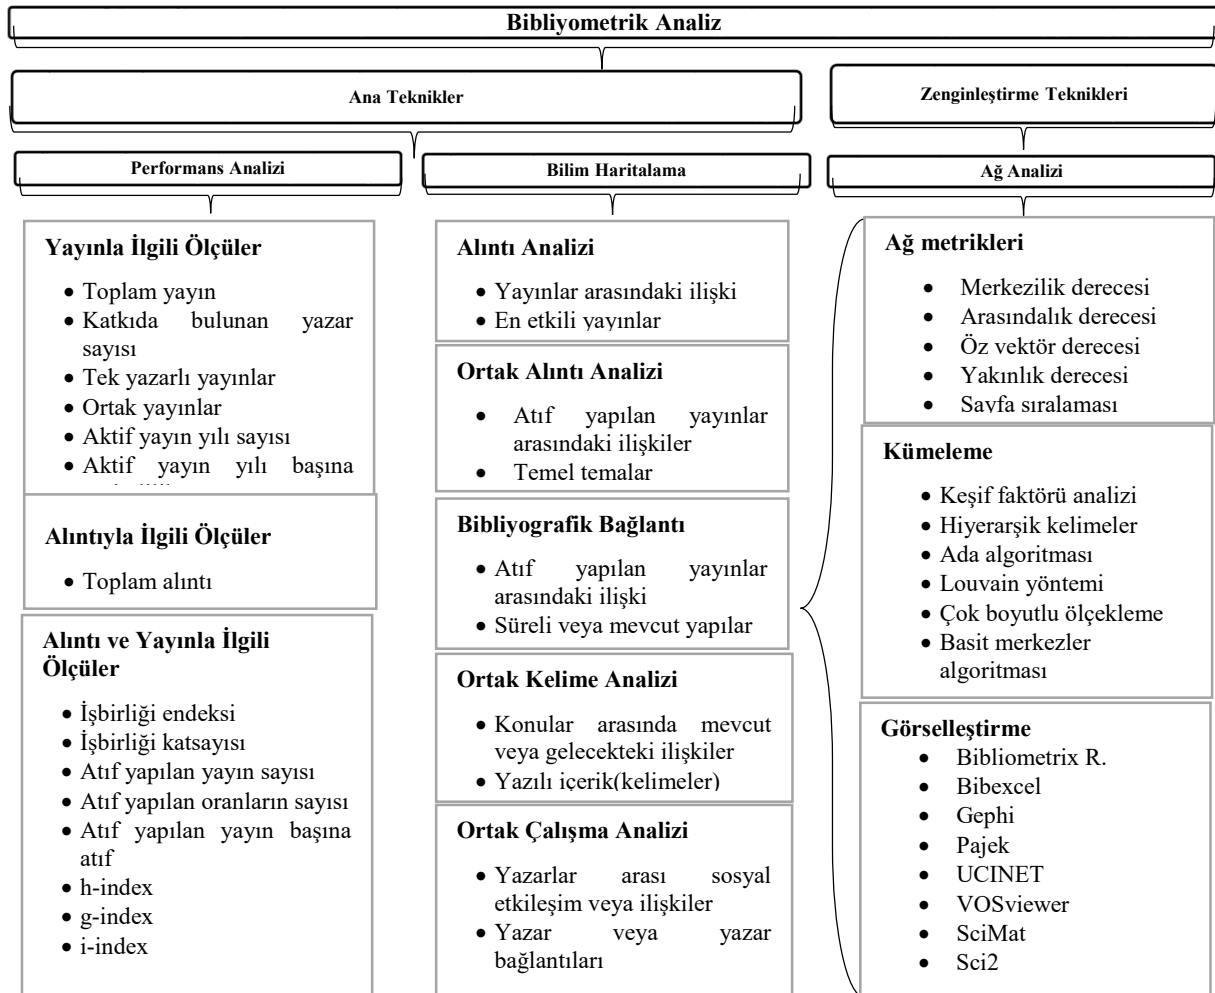 Bibliyometrik Analiz
Ana Teknikler
Zenginleştirme Teknikleri
Performans Analizi
Bilim Haritalama
Ağ Analizi
Yayınla İlgili Ölçüler
• Toplam yayın
• Katkıda bulunan yazar
sayısı
• Tek yazarlı yayınlar
• Ortak yayınlar
• Aktif yayın yılı sayısı
• Aktif yayın yılı başına
Alıntıyla İlgili Ölçüler
• Toplam alıntı
Alıntı ve Yayınla İlgili
Ölçüler
• İşbirliği endeksi
• İşbirliği katsayısı
• Atıf yapılan yayın sayısı
• Atıf yapılan oranların sayısı
• Atıf yapılan yayın başına
atıf
• h-index
• g-index
• i-index
Alıntı Analizi
• Yayınlar arasındaki ilişki
• En etkili yayınlar
Ortak Alıntı Analizi
• Atıf yapılan yayınlar
arasındaki ilişkiler
• Temel temalar
Bibliyografik Bağlantı
• Atıf yapılan yayınlar
arasındaki ilişki
• Süreli veya mevcut yapılar
Ortak Kelime Analizi
• Konular arasında mevcut
veya gelecekteki ilişkiler
• Yazılı içerik(kelimeler)
Ortak Çalışma Analizi
• Yazarlar arası sosyal
etkileşim veya ilişkiler
• Yazar veya yazar
bağlantıları
Ağ metrikleri
• Merkezilik derecesi
• Arasındalık derecesi
• Öz vektör derecesi
• Yakınlık derecesi
• Sayfa sıralaması
Kümeleme
• Keşif faktörü analizi
• Hiyerarşik kelimeler
• Ada algoritması
• Louvain yöntemi
• Çok boyutlu ölçekleme
• Basit merkezler
algoritması
Görselleştirme
• Bibliometrix R.
• Bibexcel
• Gephi
• Pajek
• UCINET
• VOSviewer
• SciMat
• Sci2